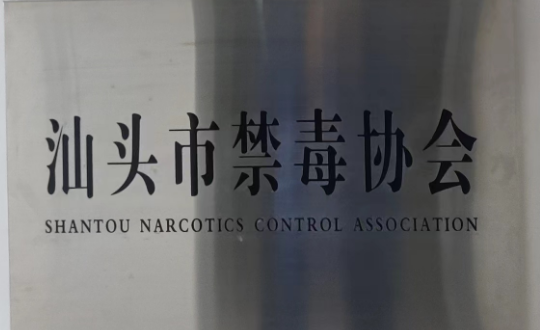 汕头市禁毒协会
SHANTOU NARCOTICS CONTROL ASSOCIATION